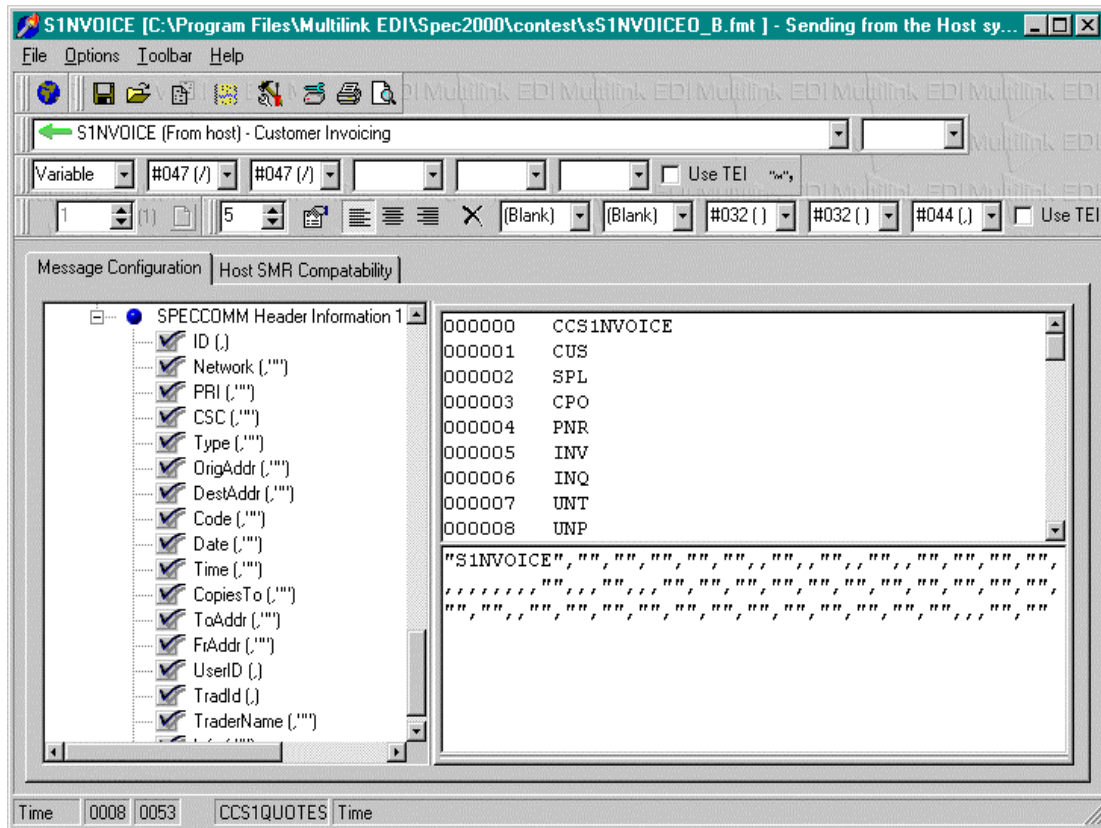 S1NVOICE [C:\Program Files\Multilink EDI\Spec2000\contest\sS1NVOICEO_B.fmt ] - Sending from the Host sy...
File Options Toolbar Help
Multilink EDI Multilink EDI Multilink EDI Multilink EDI Multilink EDI
S1NVOICE (From host) - Customer Invoicing
Variable #047 (/) #047 (/) Use TEI "~",
1 (1) 5 (Blank) (Blank) #032 ( ) #032 ( ) #044 (,) Use TEI
Message Configuration Host SMR Compatability
SPECCOMM Header Information 1
ID (,)
Network (,"")
PRI (,"")
CSC (,"")
Type (,"")
OrigAddr (,"")
DestAddr (,"")
Code (,"")
Date (,"")
Time (,"")
CopiesTo (,"")
ToAddr (,"")
FrAddr (,"")
UserID (,)
TradId (,)
TraderName (,"")
000000 CCS1NVOICE
000001 CUS
000002 SPL
000003 CPO
000004 PNR
000005 INV
000006 INQ
000007 UNT
000008 UNP
"S1NVOICE","","","","","",,"",,"",,"",,"","","","",
,,,,,,,,"",,,"",,,"","","","","","","","","","","",
"","",,"","","","","","","","","","","","",,,"",""
Time 0008 0053 CCS1QUOTES Time